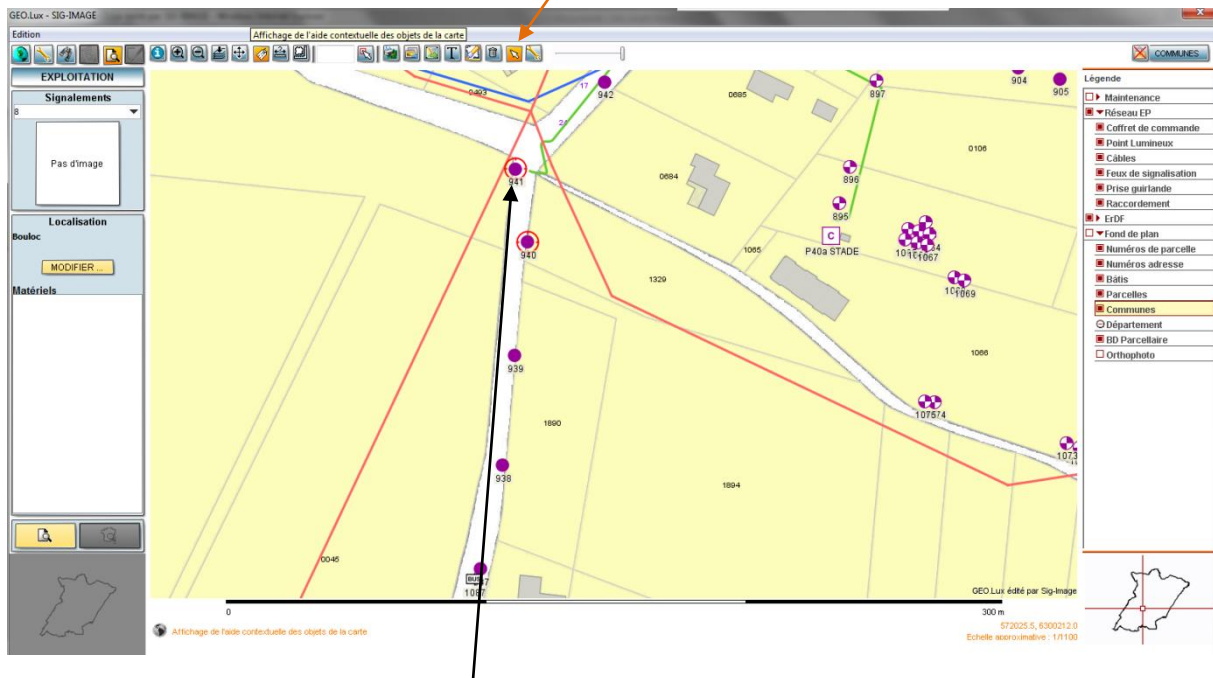 GEO.Lux - SIG-IMAGE
Edition
Affichage de l'aide contextuelle des objets de la carte
COMMUNES
EXPLOITATION
Signalements
8
Pas d'image
Localisation
Bouloc
MODIFIER ...
Matériels
0493
17
24
942
0685
897
904
905
0106
941
0684
896
895
940
1065
P40a STADE
1067
1069
1329
939
1066
1890
938
1894
0046
BUS
1087
0
300 m
GEO.Lux édité par Sig-Image
Affichage de l'aide contextuelle des objets de la carte
572025.5, 6300212.0
Echelle approximative : 1/1100
Légende
Maintenance
Réseau EP
Coffret de commande
Point Lumineux
Câbles
Feux de signalisation
Prise guirlande
Raccordement
ErDF
Fond de plan
Numéros de parcelle
Numéros adresse
Bâtis
Parcelles
Communes
Département
BD Parcellaire
Orthophoto